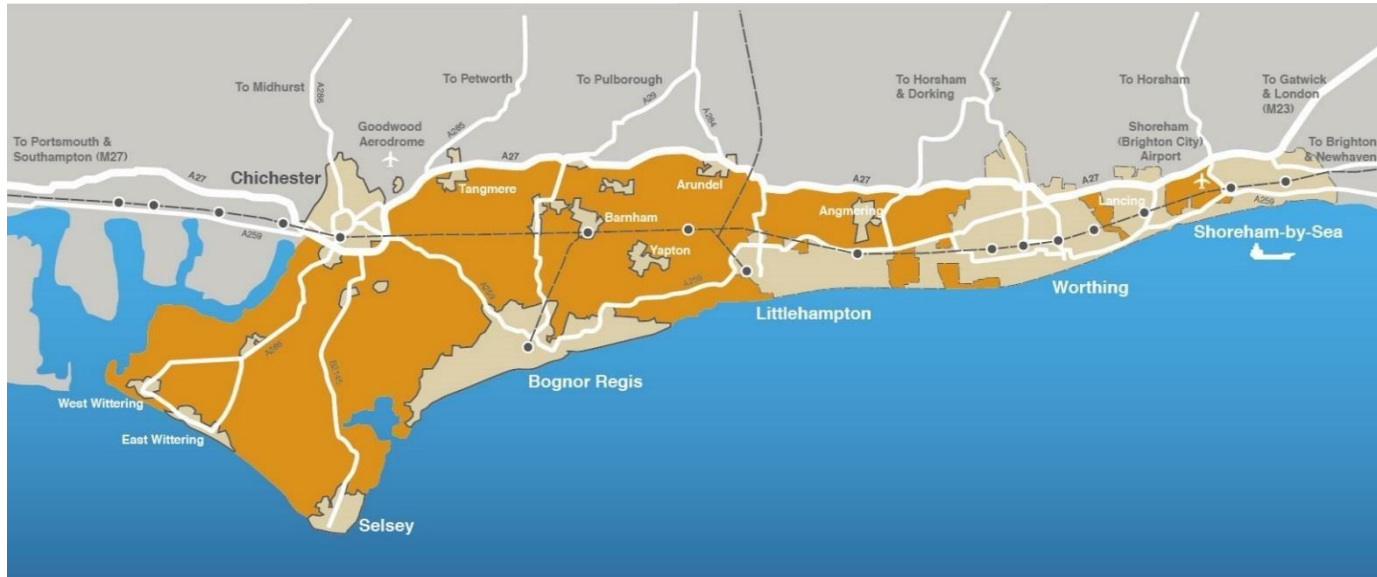 To Midhurst
A286
To Petworth
A285
To Pulborough
A29
A284
To Horsham
& Dorking
A24
To Horsham
To Gatwick
& London
(M23)
To Portsmouth &
Southampton (M27)
Goodwood
Aerodrome
Shoreham
(Brighton City)
Airport
To Brighton
& Newhaven
A27
Chichester
A27
Tangmere
Arundel
A27
A27
Angmering
Lancing
A259
Barnham
Yapton
A259
A259
A259
Shoreham-by-Sea
Worthing
Littlehampton
A286
B2145
Bognor Regis
West Wittering
East Wittering
Selsey